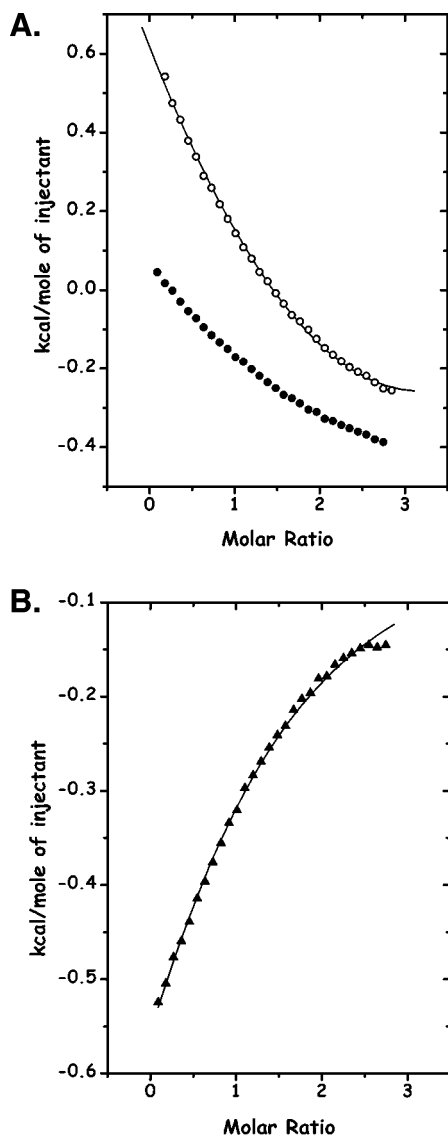 A.
0.6
0.4
0.2
0.0
-0.2
-0.4
kcal/mole of injectant
0 1 2 3
Molar Ratio
B.
-0.1
-0.2
-0.3
-0.4
-0.5
-0.6
kcal/mole of injectant
0 1 2 3
Molar Ratio